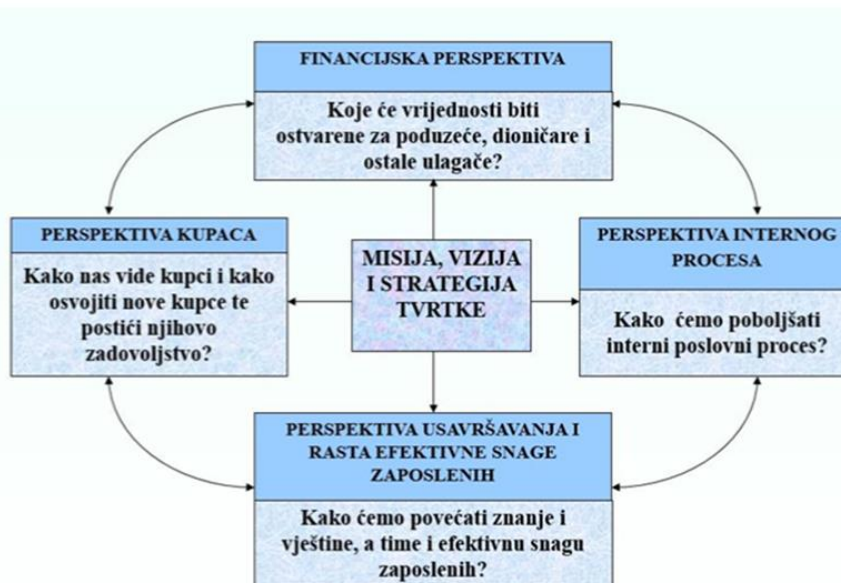 FINANCIJSKA PERSPEKTIVA
Koje će vrijednosti biti
ostvarene za poduzeće, dioničare i
ostale ulagače?
PERSPEKTIVA KUPACA
Kako nas vide kupci i kako
osvojiti nove kupce te
postići njihovo
zadovoljstvo?
MISIJA, VIZIJA
I STRATEGIJA
TVRTKE
PERSPEKTIVA INTERNOG
PROCESA
Kako ćemo poboljšati
interni poslovni proces?
PERSPEKTIVA USAVRŠAVANJA I
RASTA EFEKTIVNE SNAGE
ZAPOSLENIH
Kako ćemo povećati znanje i
vještine, a time i efektivnu snagu
zaposlenih?